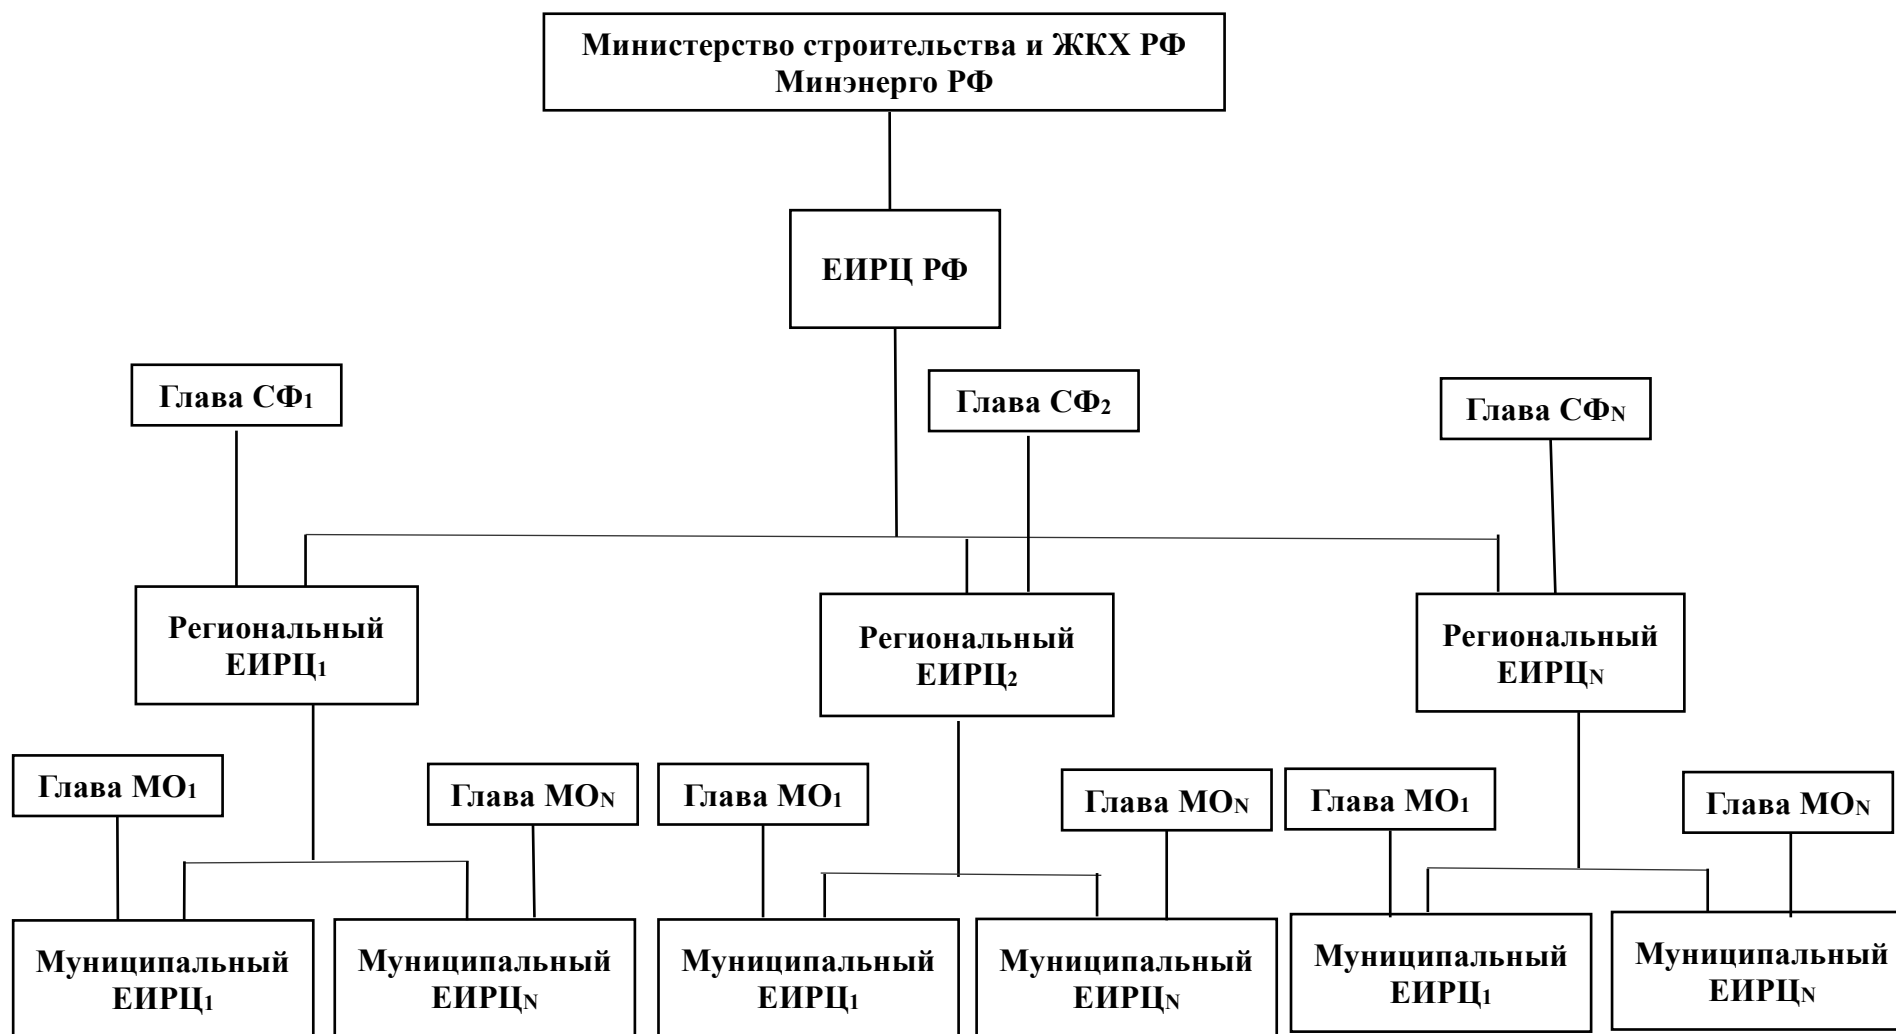 Министерство строительства и ЖКХ РФ
Минэнерго РФ
ЕИРЦ РФ
Глава СФ1
Глава СФ2
Глава СФN
Региональный
ЕИРЦ1
Региональный
ЕИРЦ2
Региональный
ЕИРЦN
Глава МО1
Глава МОN
Глава МО1
Глава МОN
Глава МО1
Глава МОN
Муниципальный
ЕИРЦ1
Муниципальный
ЕИРЦN
Муниципальный
ЕИРЦ1
Муниципальный
ЕИРЦN
Муниципальный
ЕИРЦ1
Муниципальный
ЕИРЦN